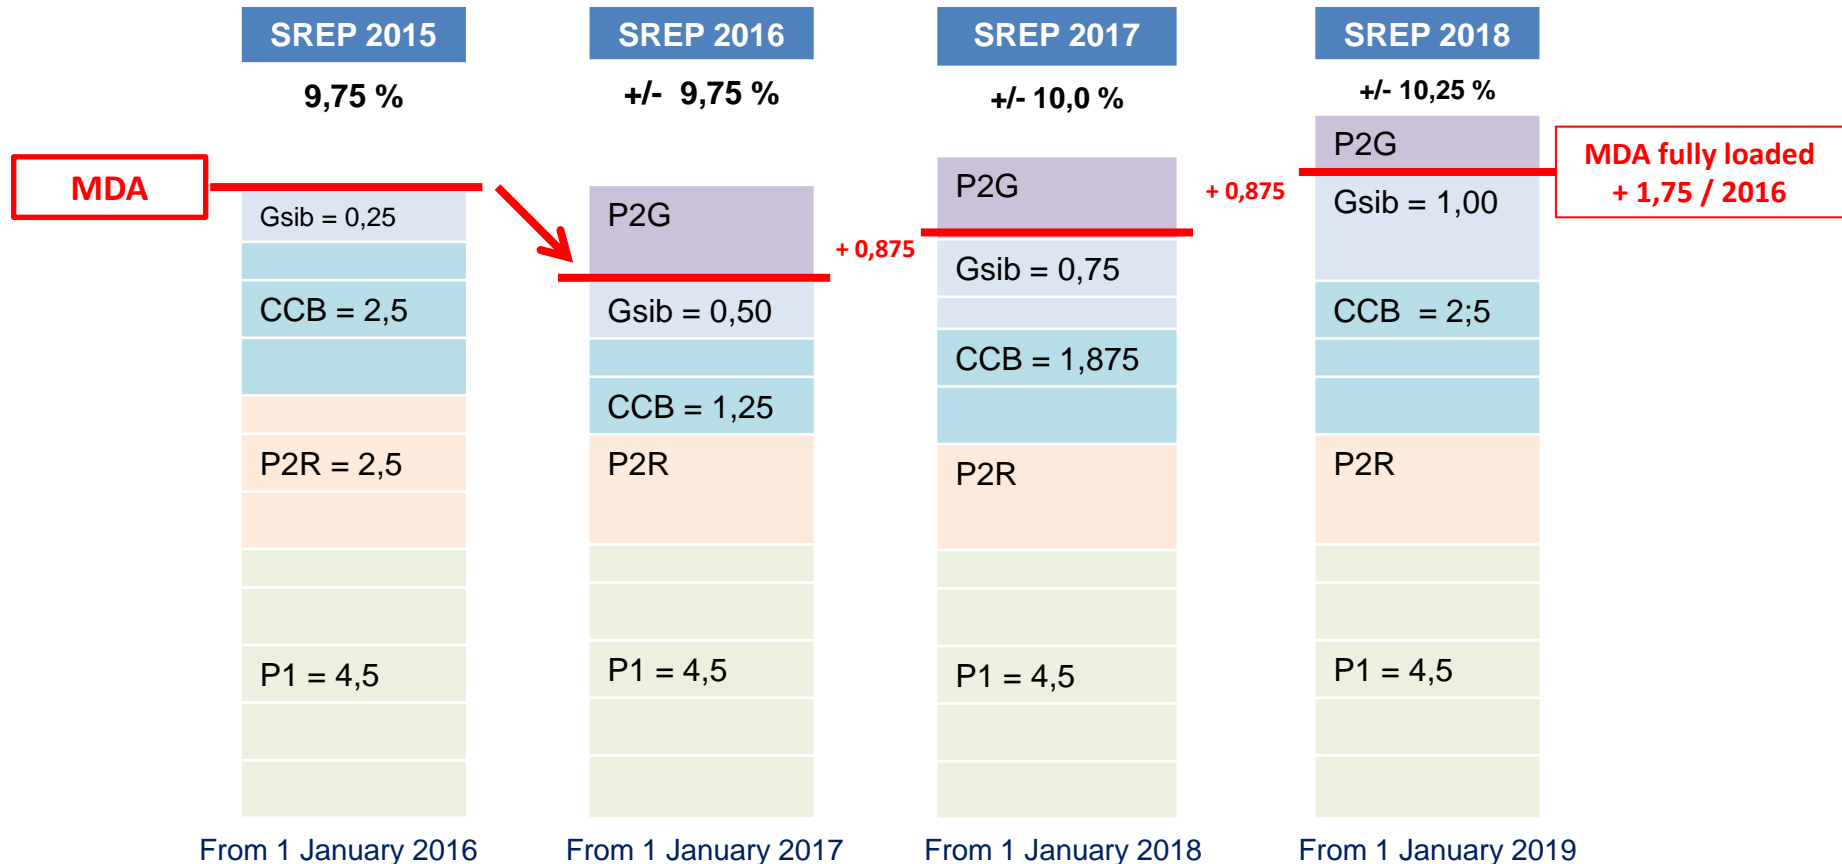 SREP 2015
9,75 %
MDA
Gsib = 0,25
CCB = 2,5
P2R = 2,5
P1 = 4,5
From 1 January 2016
SREP 2016
+/- 9,75 %
P2G
Gsib = 0,50
CCB = 1,25
P2R
P1 = 4,5
From 1 January 2017
+ 0,875
SREP 2017
+/- 10,0 %
P2G
Gsib = 0,75
CCB = 1,875
P2R
P1 = 4,5
From 1 January 2018
+ 0,875
SREP 2018
+/- 10,25 %
P2G
Gsib = 1,00
CCB = 2;5
P2R
P1 = 4,5
From 1 January 2019
MDA fully loaded
+ 1,75 / 2016